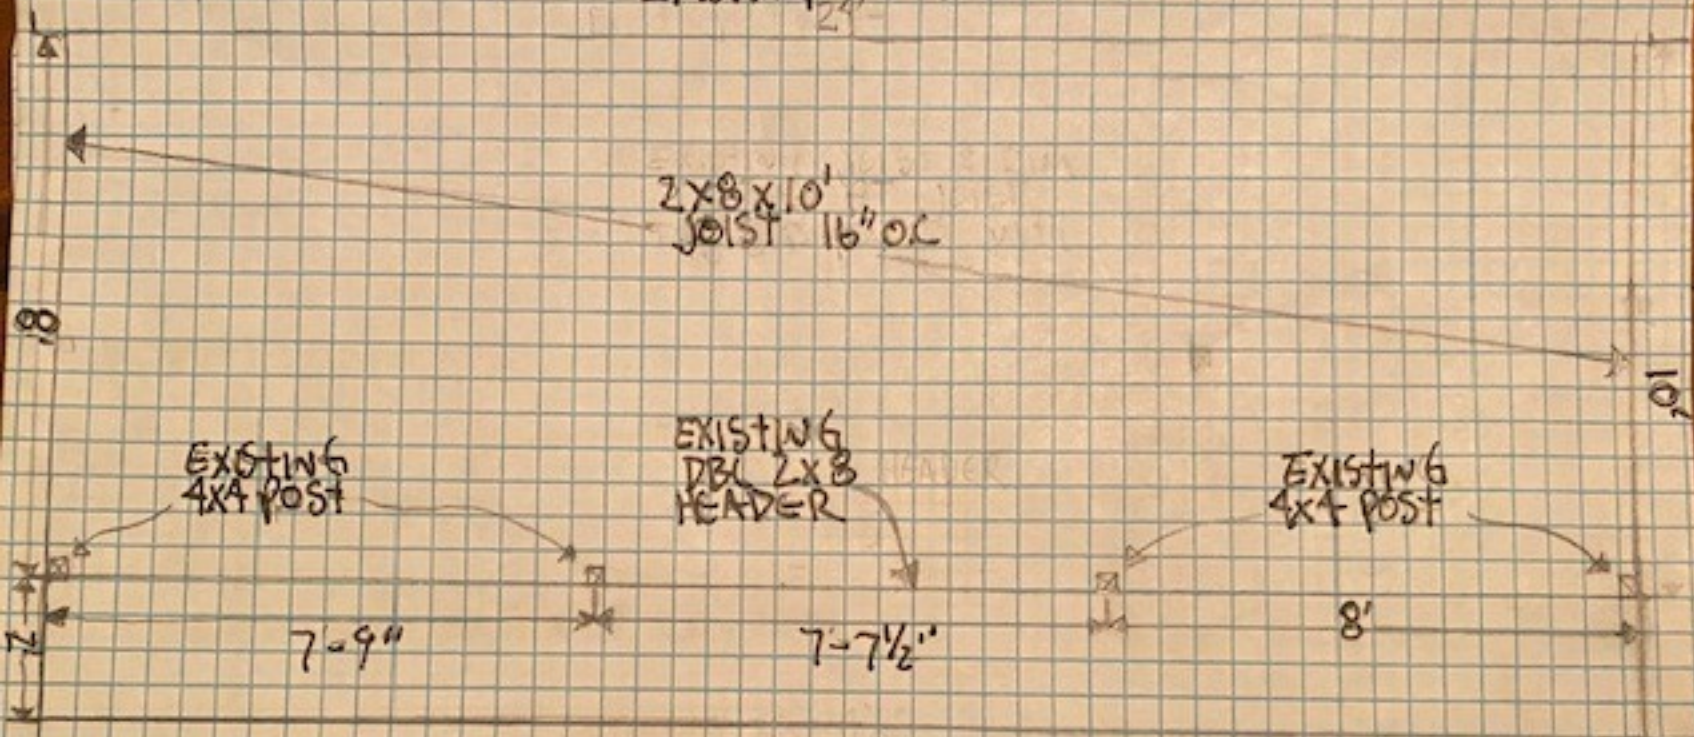 24'
2x8x10'
JOIST 16" O.C
8'
10'
EXISTING
4x4 POST
EXISTING
DBL 2x8
HEADER
EXISTING
4x4 POST
2'
7-9"
7-7½"
8'